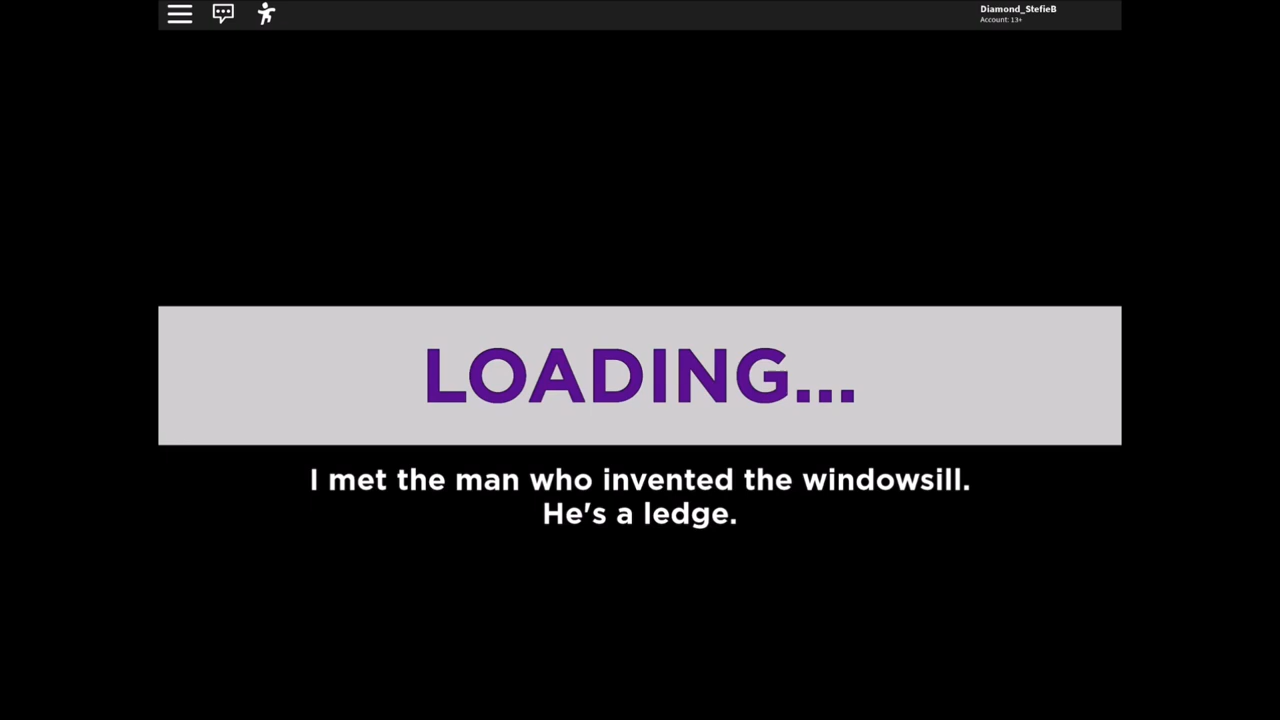 Diamond_StefieB
Account: 13+
LOADING...
I met the man who invented the windowsill.
He's a ledge.